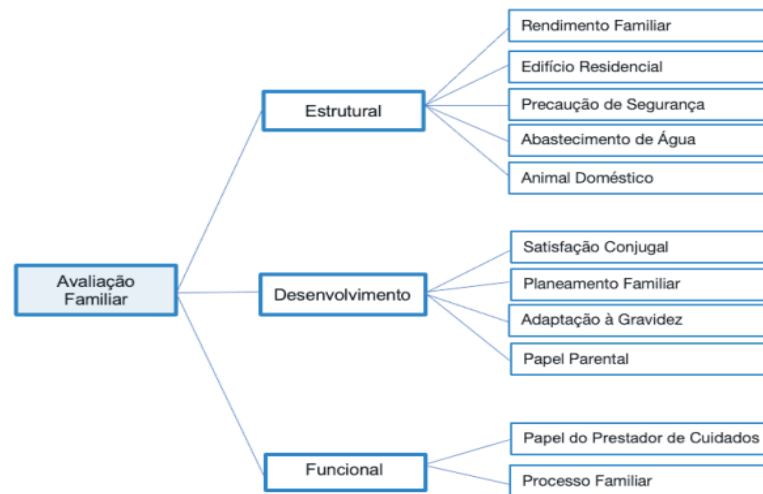 Avaliação
Familiar
Estrutural
Rendimento Familiar
Edifício Residencial
Precaução de Segurança
Abastecimento de Água
Animal Doméstico
Desenvolvimento
Satisfação Conjugal
Planeamento Familiar
Adaptação à Gravidez
Papel Parental
Funcional
Papel do Prestador de Cuidados
Processo Familiar